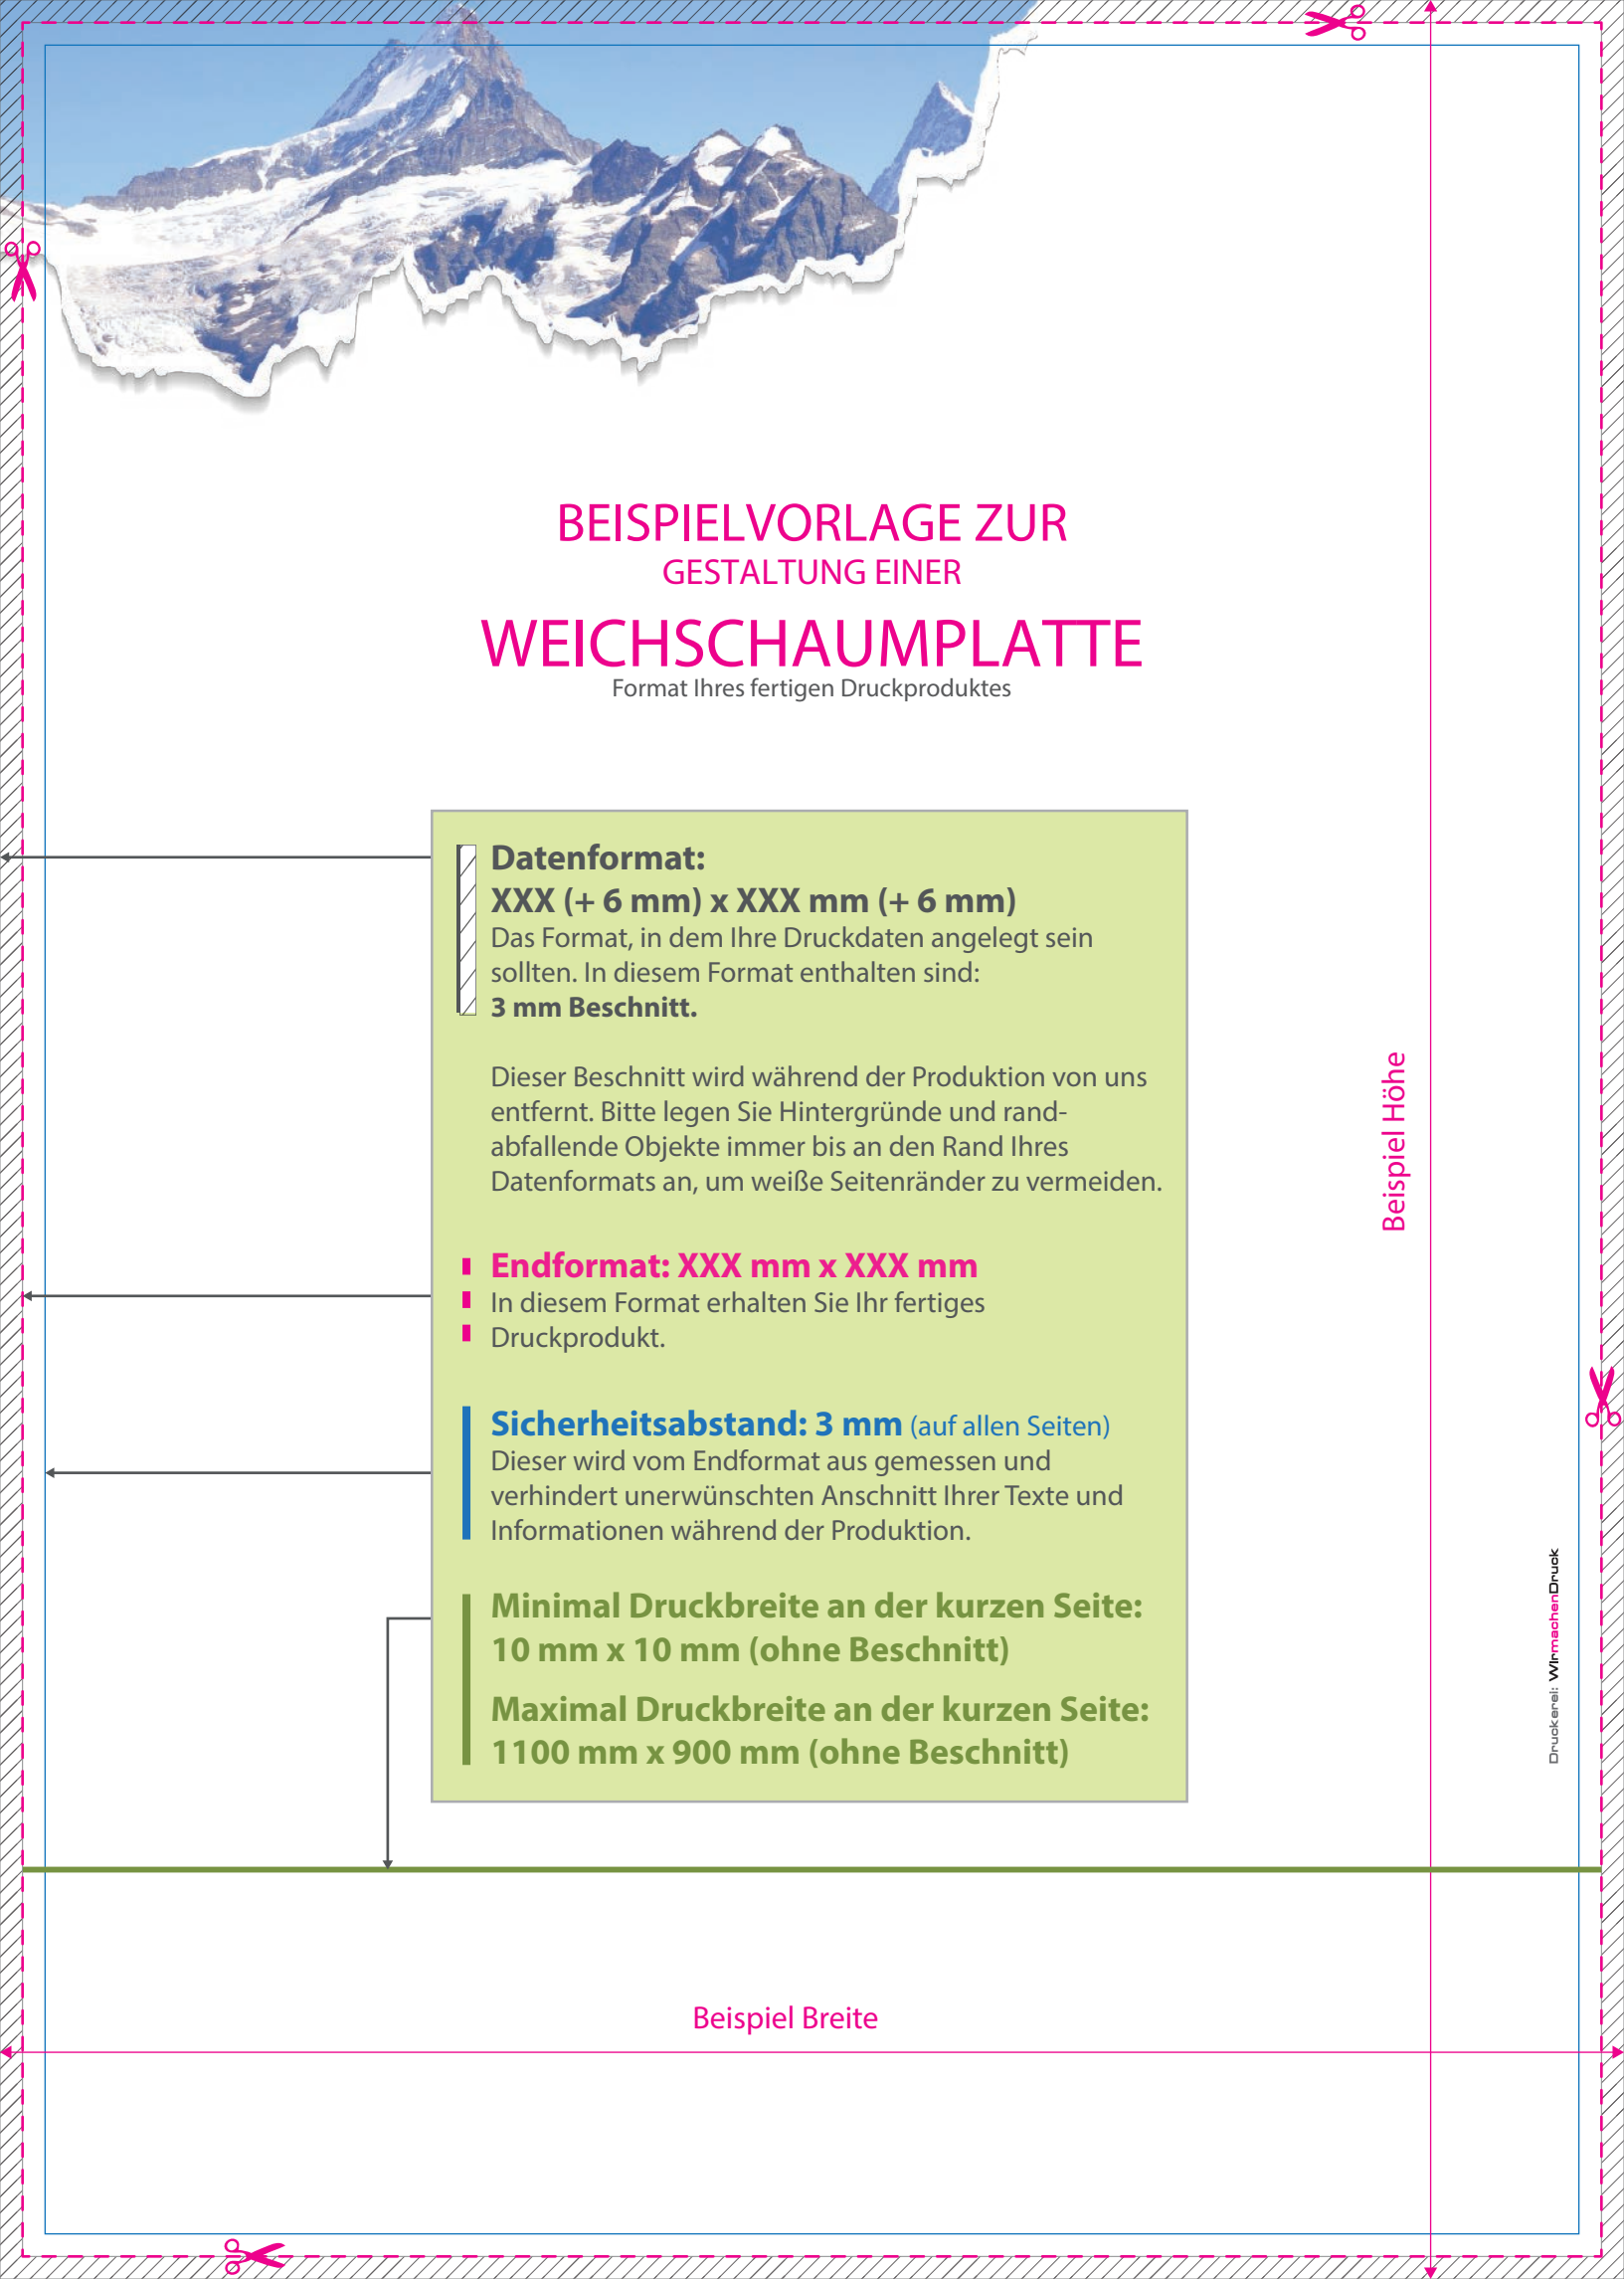 BEISPIELVORLAGE ZUR
GESTALTUNG EINER
WEICHSCHAUMPLATTE
Format Ihres fertigen Druckproduktes
Datenformat:
XXX (+ 6 mm) x XXX mm (+ 6 mm)
Das Format, in dem Ihre Druckdaten angelegt sein
sollten. In diesem Format enthalten sind:
3 mm Beschnitt.
Dieser Beschnitt wird während der Produktion von uns
entfernt. Bitte legen Sie Hintergründe und rand-
abfallende Objekte immer bis an den Rand Ihres
Datenformats an, um weiße Seitenränder zu vermeiden.
Endformat: XXX mm x XXX mm
In diesem Format erhalten Sie Ihr fertiges
Druckprodukt.
Sicherheitsabstand: 3 mm (auf allen Seiten)
Dieser wird vom Endformat aus gemessen und
verhindert unerwünschten Anschnitt Ihrer Texte und
Informationen während der Produktion.
Minimal Druckbreite an der kurzen Seite:
10 mm x 10 mm (ohne Beschnitt)
Maximal Druckbreite an der kurzen Seite:
1100 mm x 900 mm (ohne Beschnitt)
Beispiel Höhe
Druckerei: WIrmachenDruck
Beispiel Breite